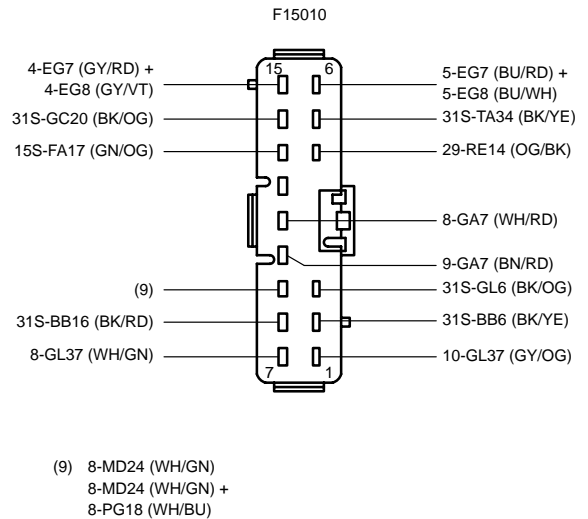 F15010
4-EG7 (GY/RD) +
4-EG8 (GY/VT)
15
6
5-EG7 (BU/RD) +
5-EG8 (BU/WH)
31S-GC20 (BK/OG)
31S-TA34 (BK/YE)
15S-FA17 (GN/OG)
29-RE14 (OG/BK)
8-GA7 (WH/RD)
9-GA7 (BN/RD)
(9)
31S-GL6 (BK/OG)
31S-BB16 (BK/RD)
31S-BB6 (BK/YE)
8-GL37 (WH/GN)
10-GL37 (GY/OG)
7
1
(9) 8-MD24 (WH/GN)
8-MD24 (WH/GN) +
8-PG18 (WH/BU)